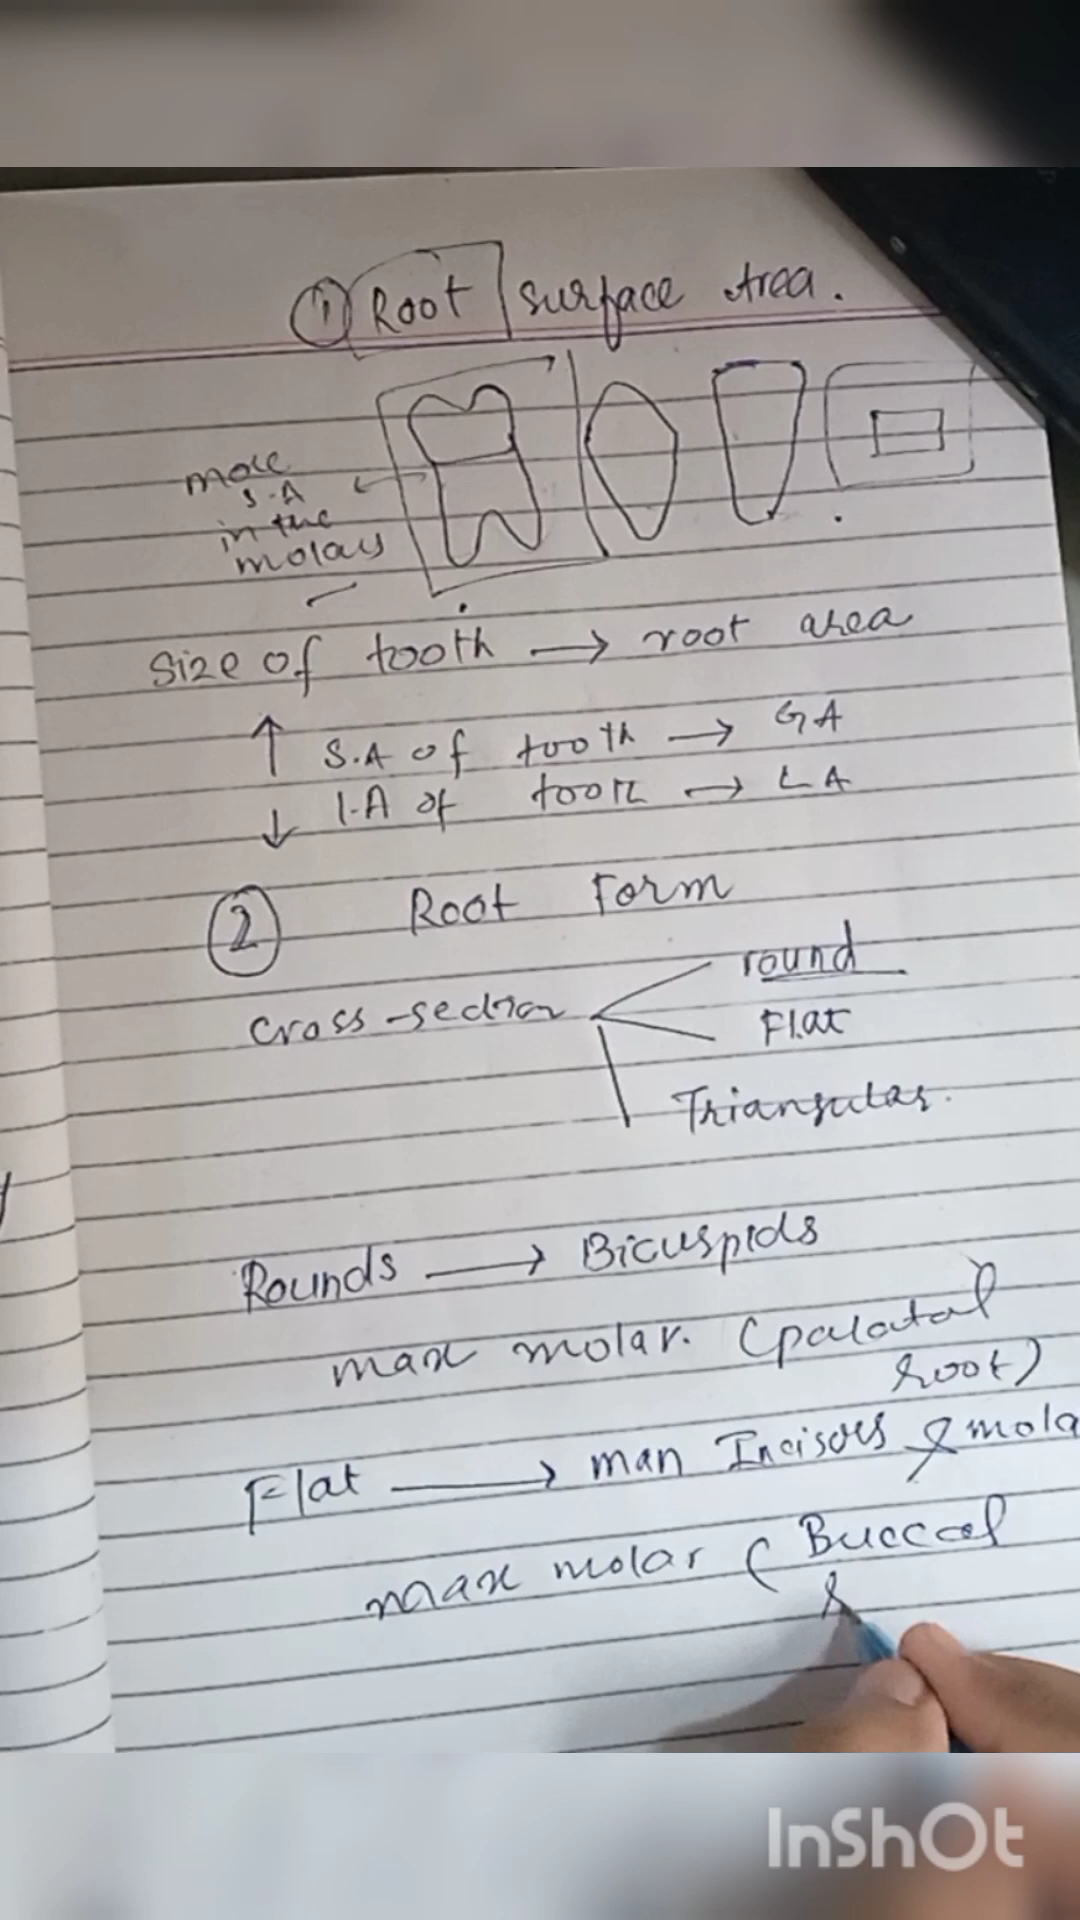 ① Root surface Area.
more
S.A
in the
molars
Size of tooth → root area
↑ S.A of tooth → GA
↓ I.A of tooth → LA
② Root Form
Cross-section
round
Flat
Triangular.
Rounds → Bicuspids
max molar. (palatal
root)
Flat → man Incisors & mola
max molar (Buccal
InShOt